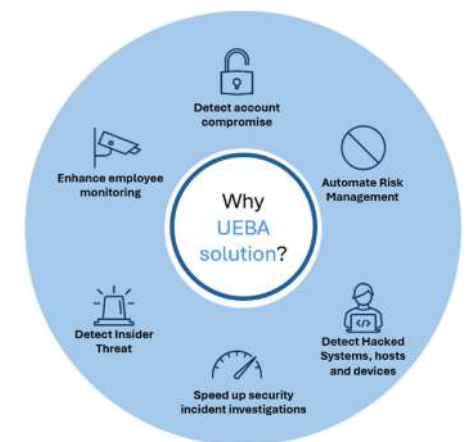 Detect account
compromise
Enhance employee
monitoring
Automate Risk
Management
Why
UEBA
solution?
Detect Insider
Threat
Detect Hacked
Systems, hosts
and devices
Speed up security
incident investigations